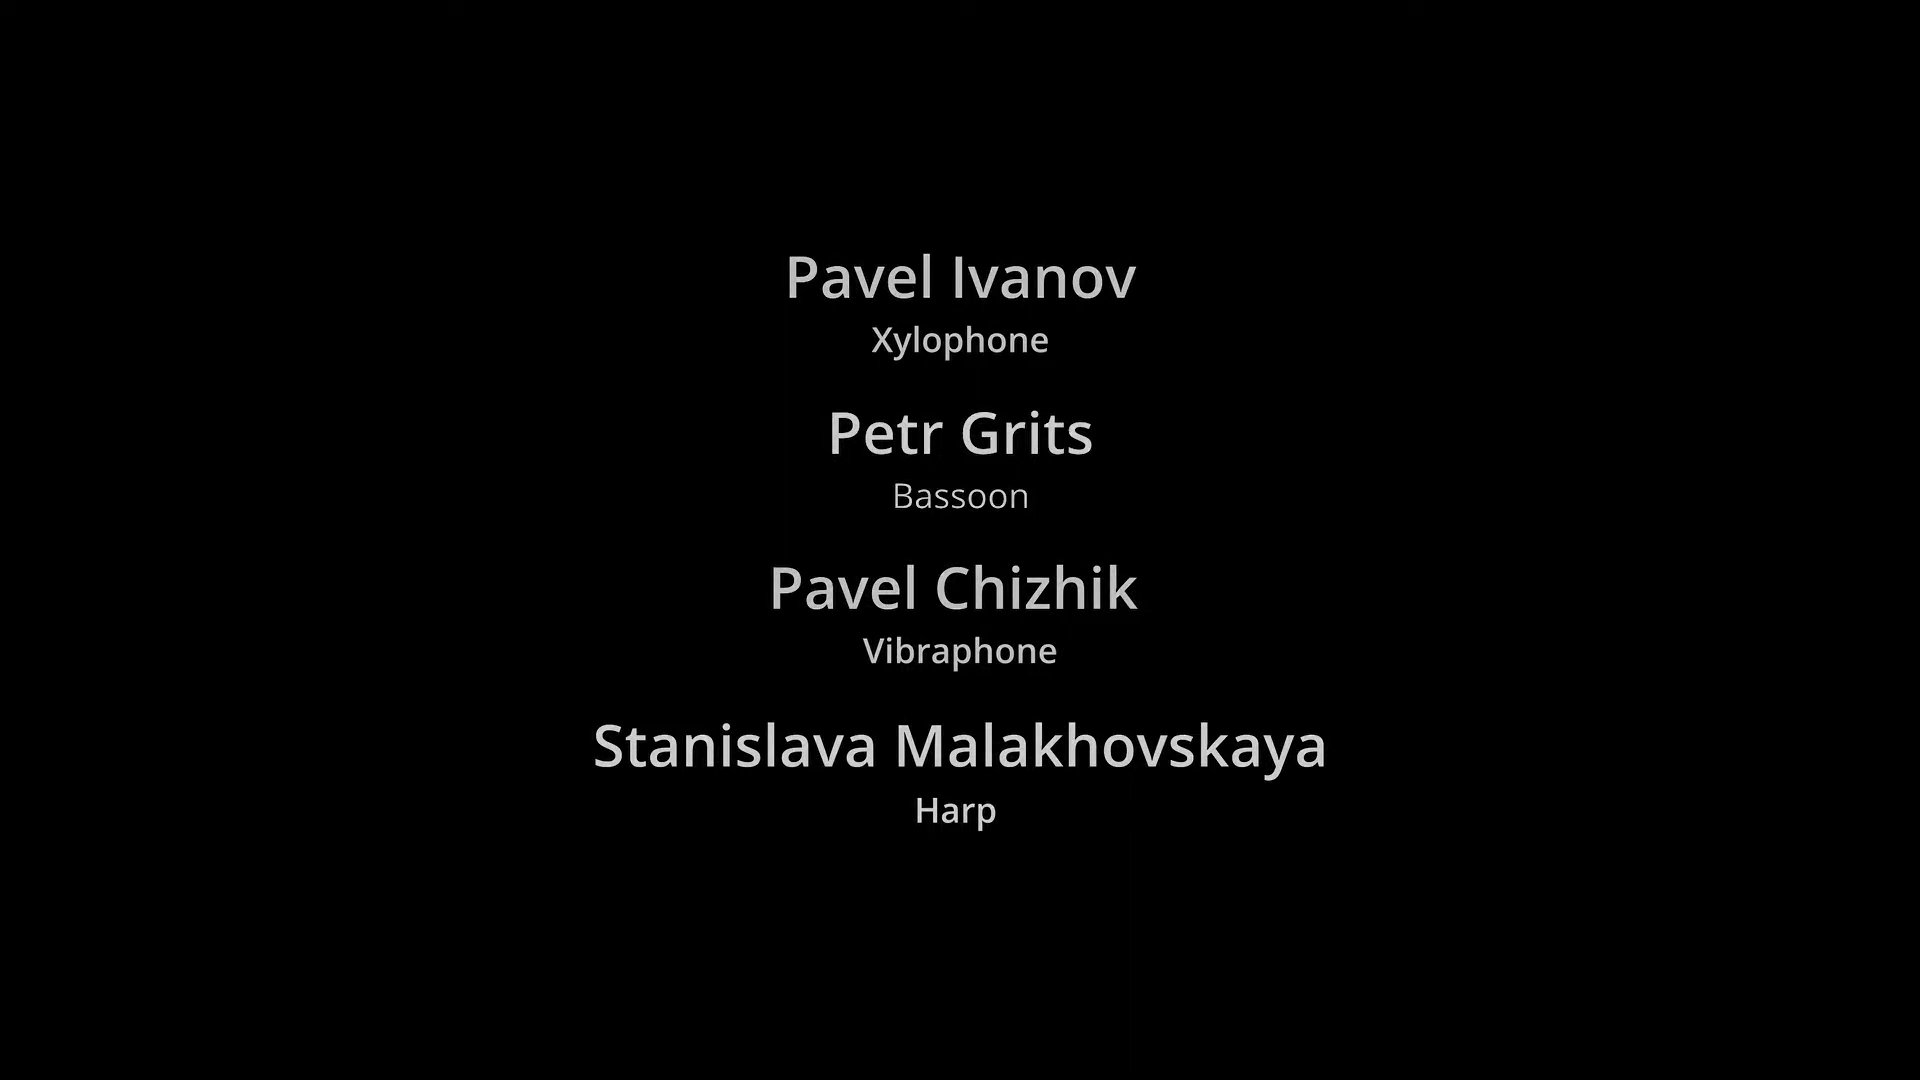 Pavel Ivanov
Xylophone
Petr Grits
Bassoon
Pavel Chizhik
Vibraphone
Stanislava Malakhovskaya
Harp